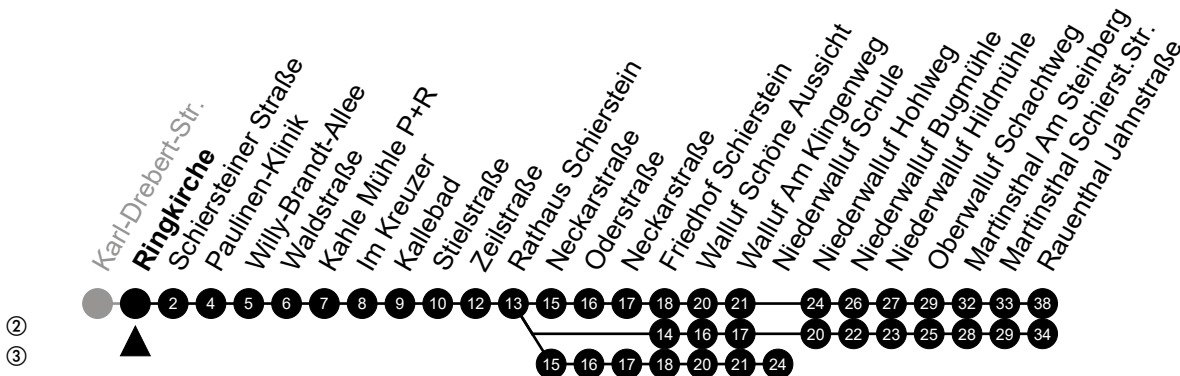 Karl-Drebert-Str.
Ringkirche
Schiersteiner Straße
Paulinen-Klinik
Willy-Brandt-Allee
Waldstraße
Kahle Mühle P+R
Im Kreuzer
Kallebad
Stielstraße
Zeilstraße
Rathaus Schierstein
Neckarstraße
Oderstraße
Neckarstraße
Friedhof Schierstein
Walluf Schöne Aussicht
Walluf Am Klingenweg
Niederwalluf Schule
Niederwalluf Hohlweg
Niederwalluf Bugmühle
Niederwalluf Hildmühle
Oberwalluf Schachtweg
Martinsthal Am Steinberg
Martinsthal Schierst.Str.
Rauenthal Jahnstraße
2 4 5 6 7 8 9 10 12 13 15 16 17 18 20 21 24 26 27 29 32 33 38
② 14 16 17 20 22 23 25 28 29 34
③ 15 16 17 18 20 21 24